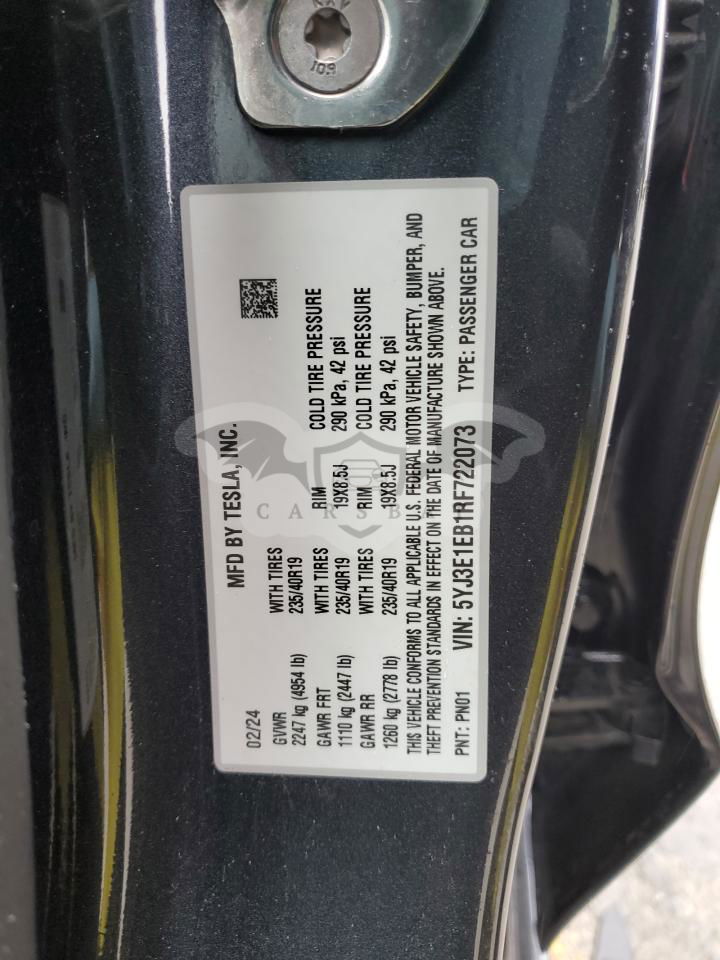 10.9
MFD BY TESLA, INC.
02/24
GVWR WITH TIRES RIM COLD TIRE PRESSURE
2247 kg (4954 lb) 235/40R19 19X8.5J 290 kPa, 42 psi
GAWR FRT WITH TIRES RIM COLD TIRE PRESSURE
1110 kg (2447 lb) 235/40R19 19X8.5J 290 kPa, 42 psi
GAWR RR WITH TIRES
1260 kg (2778 lb) 235/40R19
THIS VEHICLE CONFORMS TO ALL APPLICABLE U.S. FEDERAL MOTOR VEHICLE SAFETY, BUMPER, AND
THEFT PREVENTION STANDARDS IN EFFECT ON THE DATE OF MANUFACTURE SHOWN ABOVE.
PNT: PN01 VIN: 5YJ3E1EB1RF722073 TYPE: PASSENGER CAR
CARSB